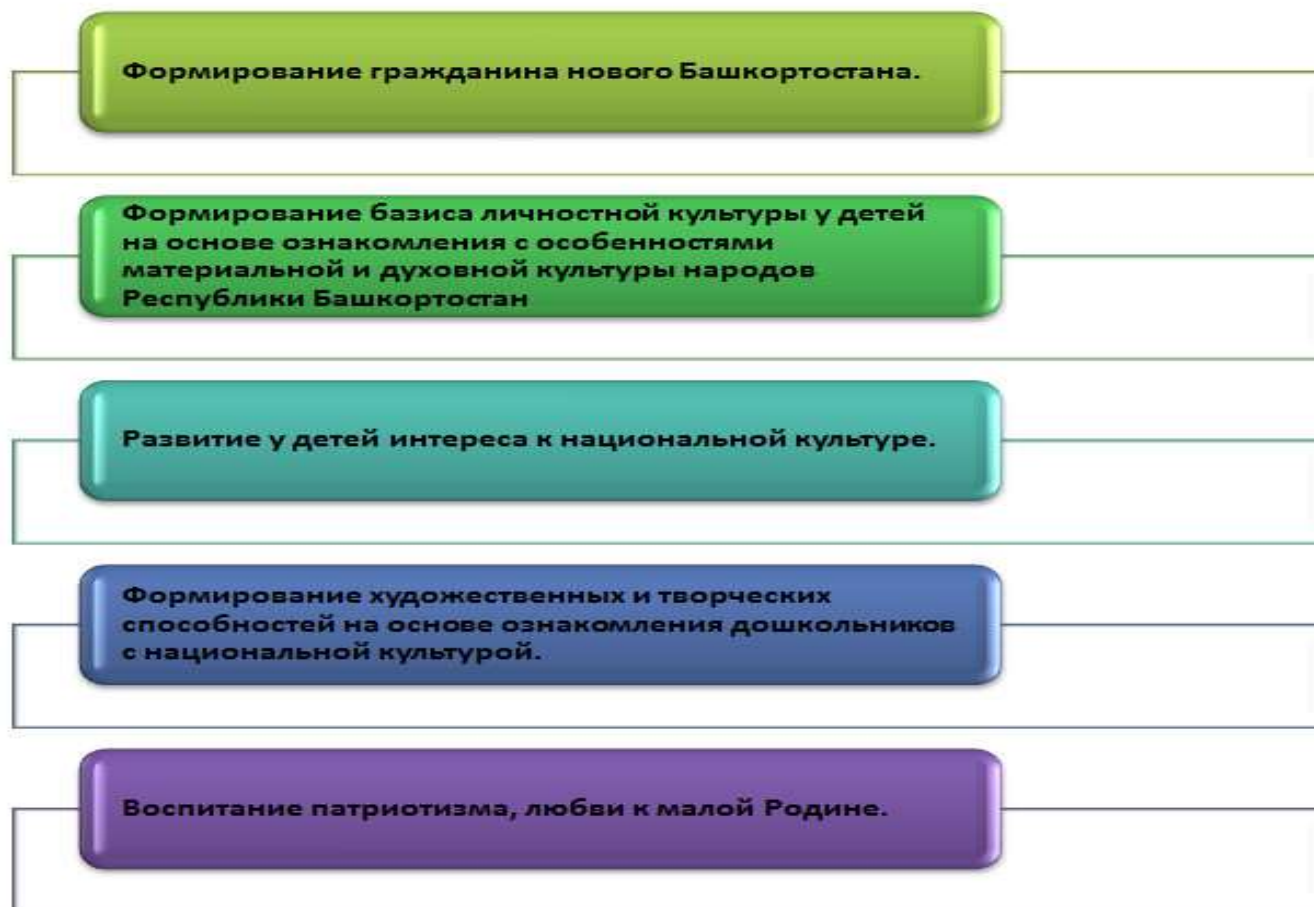 Формирование гражданина нового Башкортостана.
Формирование базиса личностной культуры у детей
на основе ознакомления с особенностями
материальной и духовной культуры народов
Республики Башкортостан
Развитие у детей интереса к национальной культуре.
Формирование художественных и творческих
способностей на основе ознакомления дошкольников
с национальной культурой.
Воспитание патриотизма, любви к малой Родине.